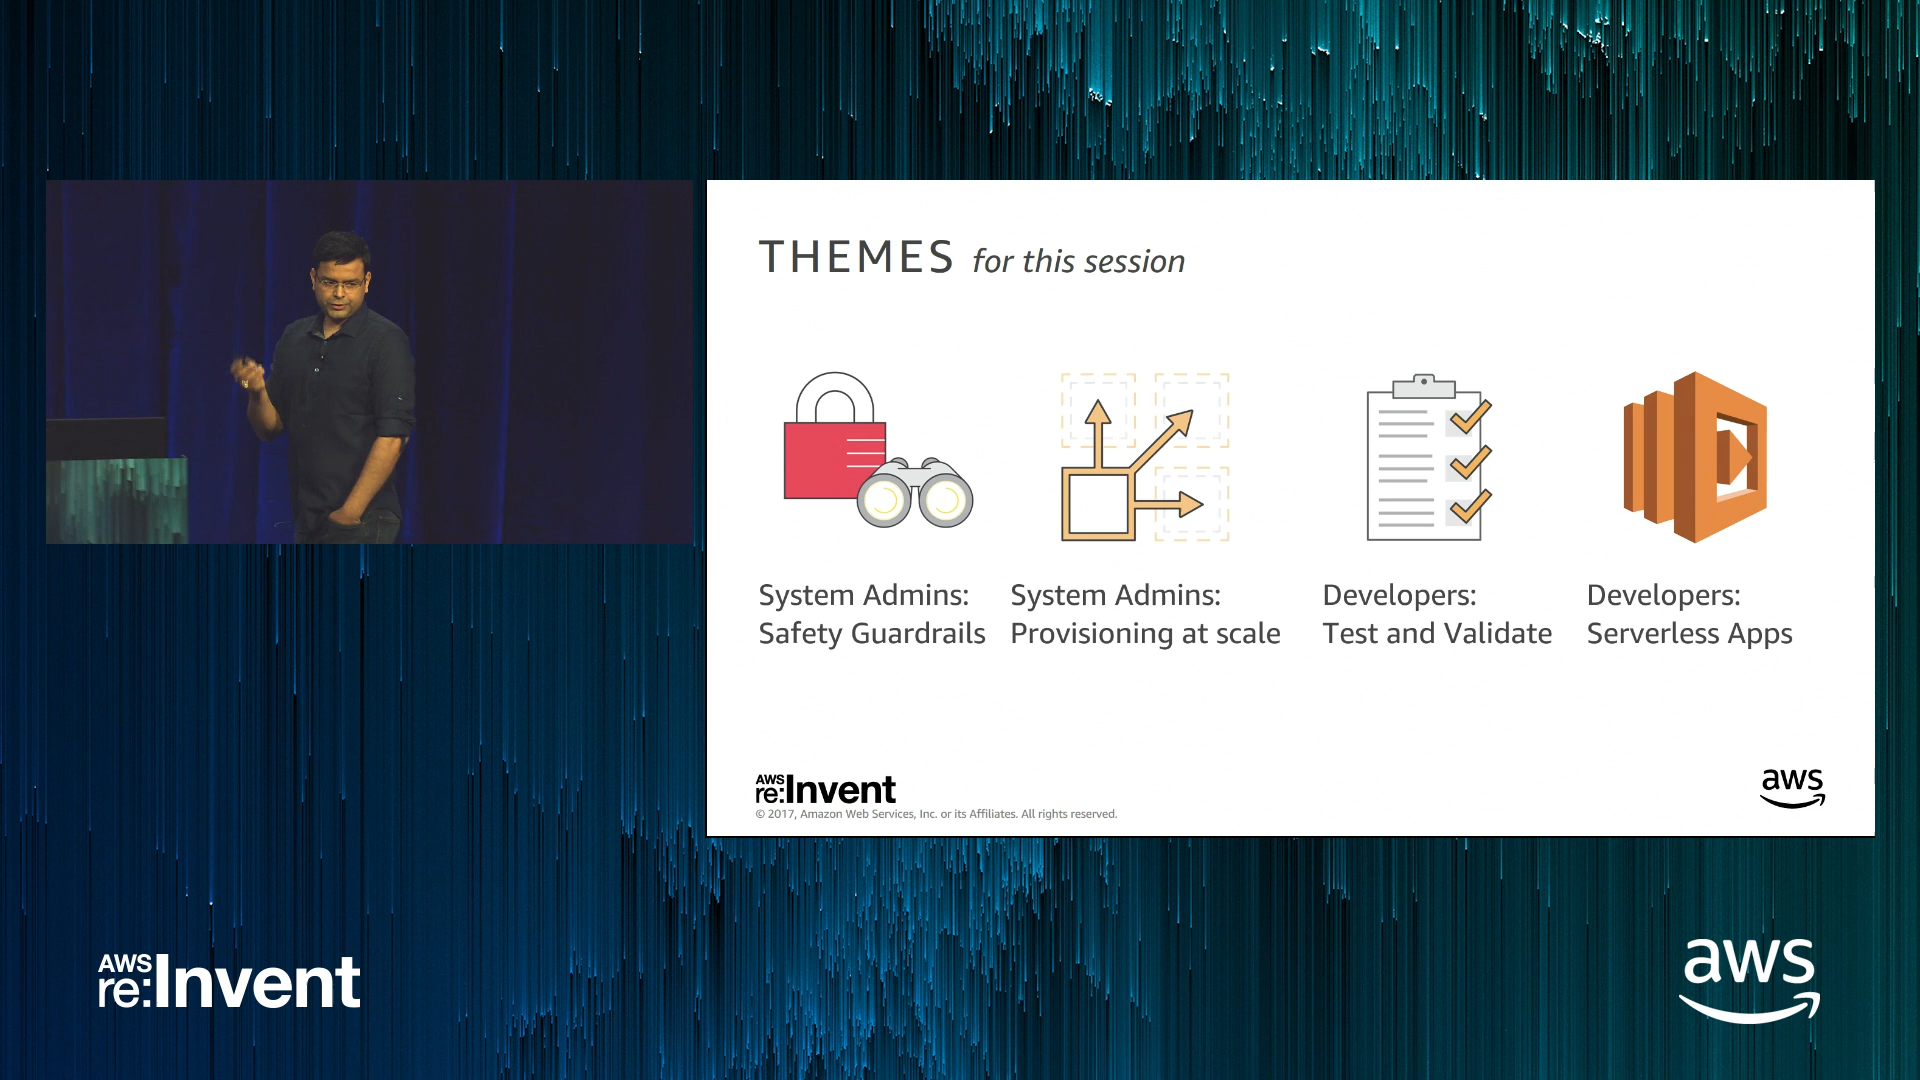 THEMES for this session
System Admins:
Safety Guardrails
System Admins:
Provisioning at scale
Developers:
Test and Validate
Developers:
Serverless Apps
AWS
re:Invent
© 2017, Amazon Web Services, Inc. or its Affiliates. All rights reserved.
aws
AWS
re:Invent
aws